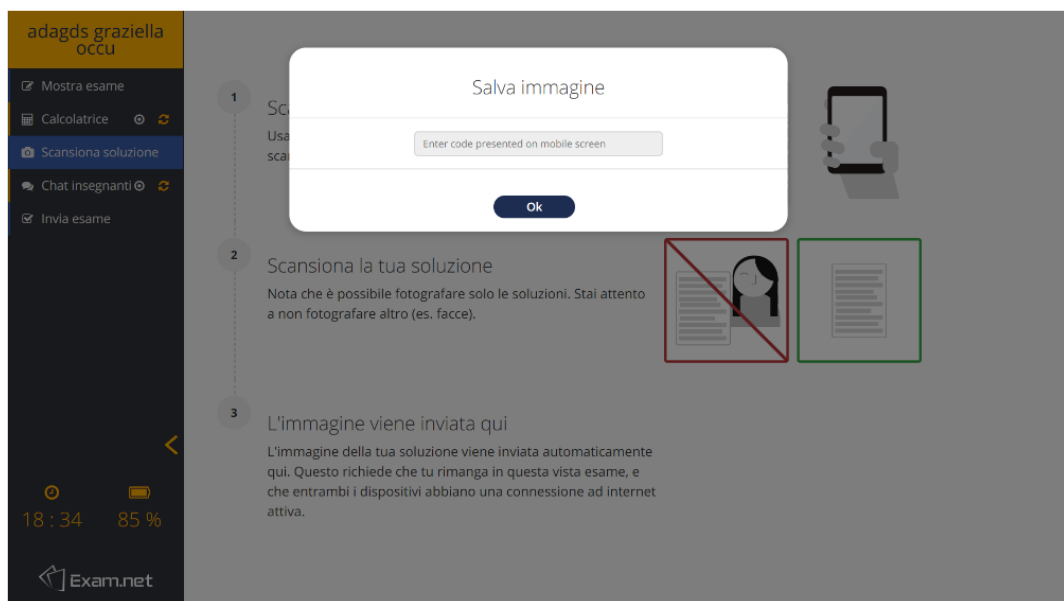 adagds graziella
occu
Mostra esame
Calcolatrice
Scansiona soluzione
Chat insegnanti
Invia esame
18 : 34
85 %
Exam.net
Salva immagine
Enter code presented on mobile screen
Ok
1
Sc
Usa
sca
2
Scansiona la tua soluzione
Nota che è possibile fotografare solo le soluzioni. Stai attento
a non fotografare altro (es. facce).
3
L'immagine viene inviata qui
L'immagine della tua soluzione viene inviata automaticamente
qui. Questo richiede che tu rimanga in questa vista esame, e
che entrambi i dispositivi abbiano una connessione ad internet
attiva.